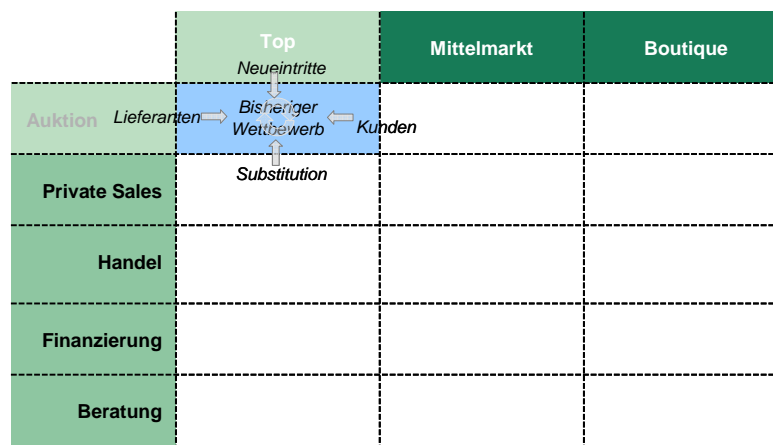 Top
Mittelmarkt
Boutique
Neueintritte
Auktion
Lieferanten
Bisheriger
Wettbewerb
Kunden
Substitution
Private Sales
Handel
Finanzierung
Beratung